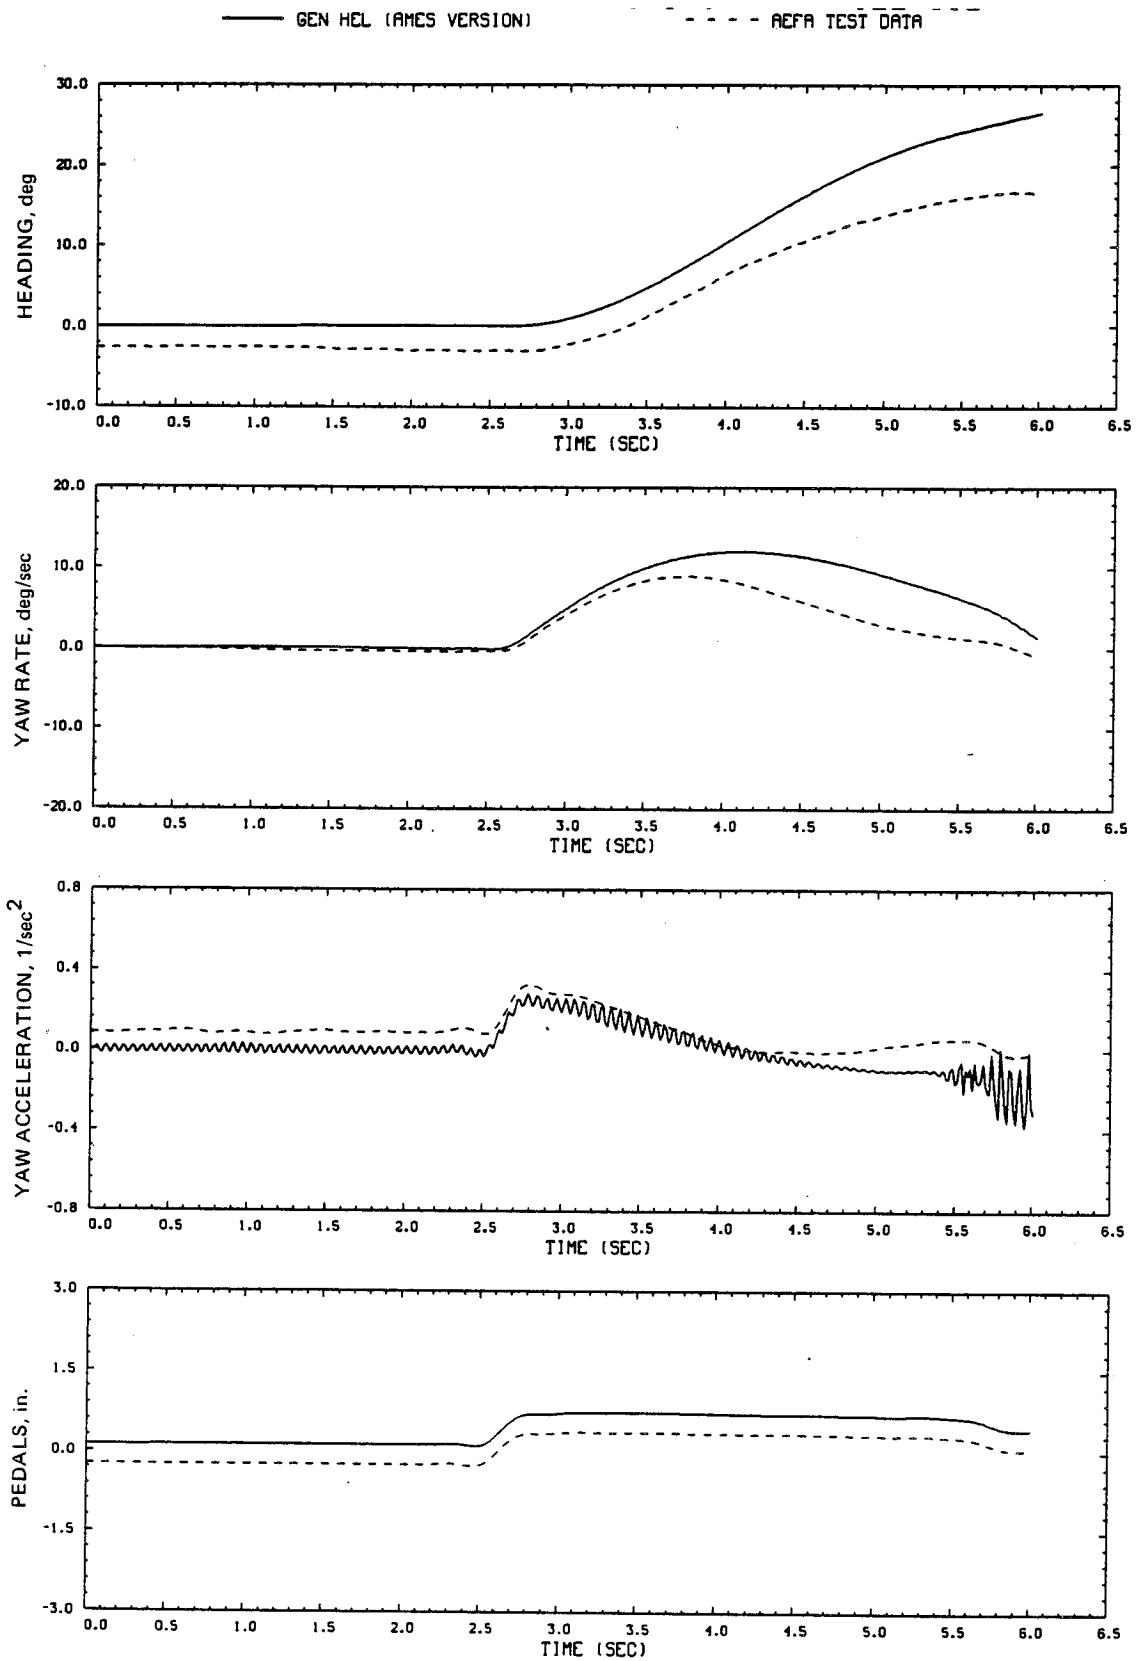 GEN HEL (AMES VERSION)
AEFA TEST DATA
HEADING, deg
30.0
20.0
10.0
0.0
-10.0
0.0 0.5 1.0 1.5 2.0 2.5 3.0 3.5 4.0 4.5 5.0 5.5 6.0 6.5
TIME (SEC)
YAW RATE, deg/sec
20.0
10.0
0.0
-10.0
-20.0
0.0 0.5 1.0 1.5 2.0 2.5 3.0 3.5 4.0 4.5 5.0 5.5 6.0 6.5
TIME (SEC)
YAW ACCELERATION, 1/sec²
0.8
0.4
0.0
-0.4
-0.8
0.0 0.5 1.0 1.5 2.0 2.5 3.0 3.5 4.0 4.5 5.0 5.5 6.0 6.5
TIME (SEC)
PEDALS, in.
3.0
1.5
0.0
-1.5
-3.0
0.0 0.5 1.0 1.5 2.0 2.5 3.0 3.5 4.0 4.5 5.0 5.5 6.0 6.5
TIME (SEC)